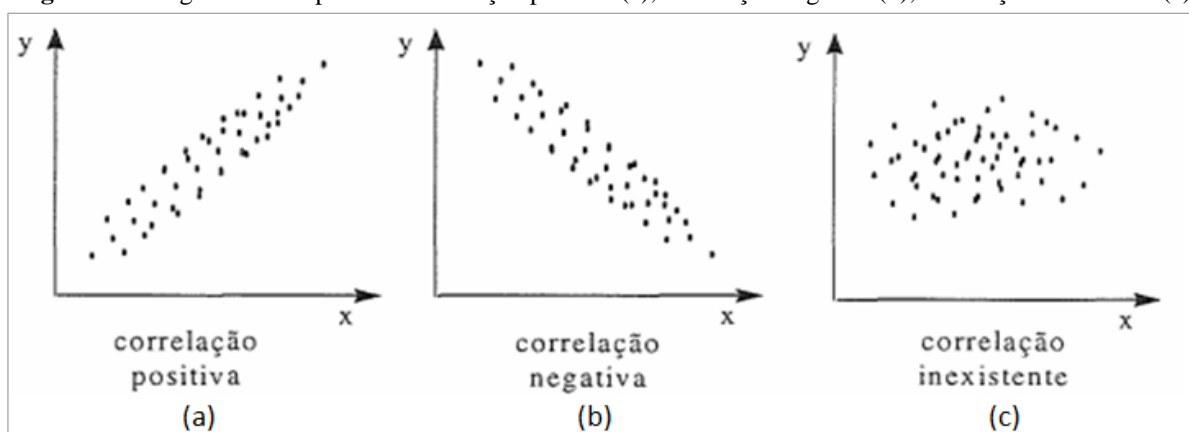 y
y
y
x
x
x
correlação
positiva
correlação
negativa
correlação
inexistente
(a)
(b)
(c)